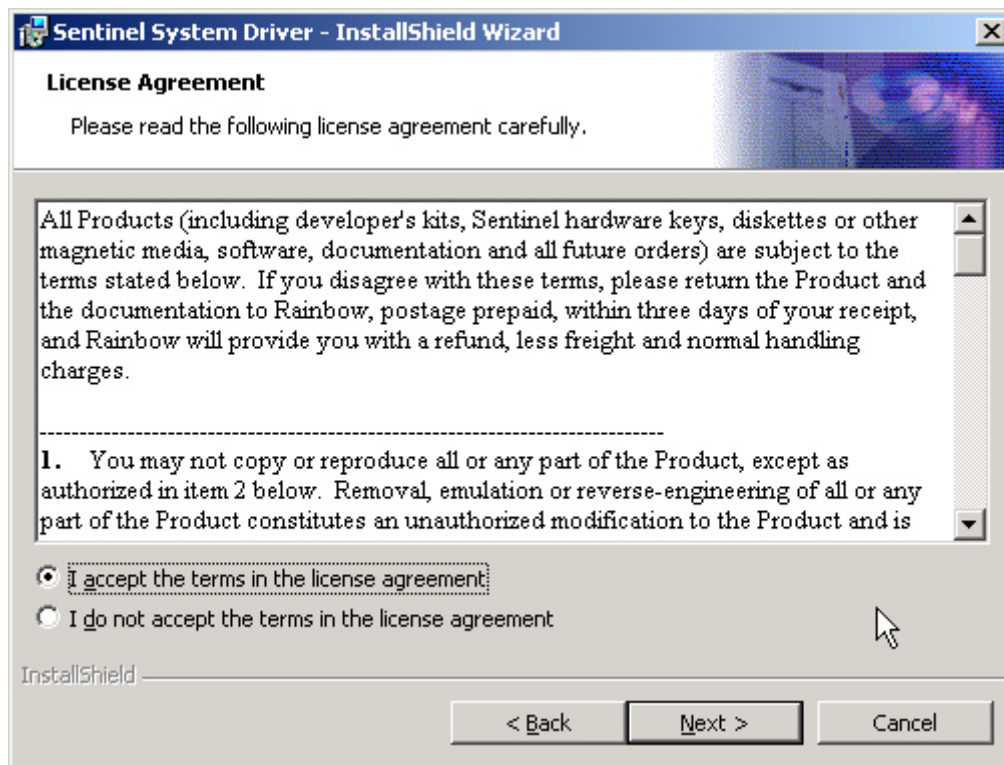 Sentinel System Driver - InstallShield Wizard
License Agreement
Please read the following license agreement carefully.
All Products (including developer's kits, Sentinel hardware keys, diskettes or other
magnetic media, software, documentation and all future orders) are subject to the
terms stated below. If you disagree with these terms, please return the Product and
the documentation to Rainbow, postage prepaid, within three days of your receipt,
and Rainbow will provide you with a refund, less freight and normal handling
charges.
--------------------------------------------------------------------------------
1. You may not copy or reproduce all or any part of the Product, except as
authorized in item 2 below. Removal, emulation or reverse-engineering of all or any
part of the Product constitutes an unauthorized modification to the Product and is
I accept the terms in the license agreement
I do not accept the terms in the license agreement
InstallShield
< Back
Next >
Cancel